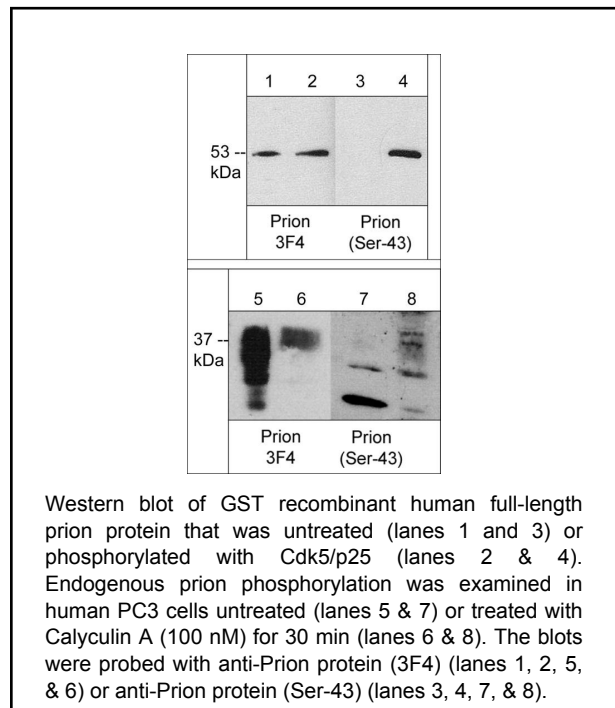 1 2 3 4
53 --
kDa
Prion
3F4
Prion
(Ser-43)
5 6 7 8
37 --
kDa
Prion
3F4
Prion
(Ser-43)
Western blot of GST recombinant human full-length
prion protein that was untreated (lanes 1 and 3) or
phosphorylated with Cdk5/p25 (lanes 2 & 4).
Endogenous prion phosphorylation was examined in
human PC3 cells untreated (lanes 5 & 7) or treated with
Calyculin A (100 nM) for 30 min (lanes 6 & 8). The blots
were probed with anti-Prion protein (3F4) (lanes 1, 2, 5,
& 6) or anti-Prion protein (Ser-43) (lanes 3, 4, 7, & 8).